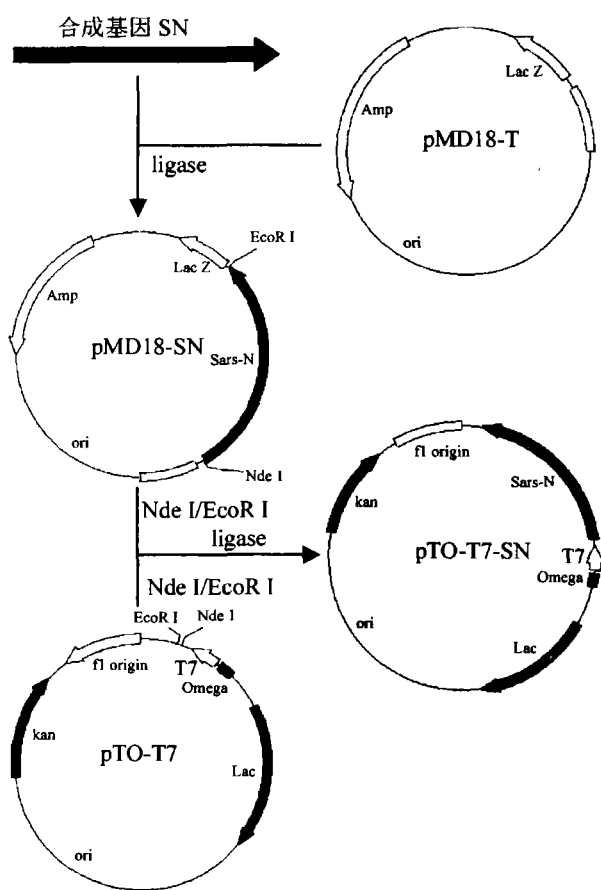 合成基因 SN
Lac Z
Amp
pMD18-T
ligase
ori
EcoR I
Lac Z
Amp
pMD18-SN
Sars-N
ori
Nde I
f1 origin
Sars-N
kan
Nde I/EcoR I
ligase
pTO-T7-SN
T7
Omega
Nde I/EcoR I
ori
EcoR I
Nde I
Lac
f1 origin
T7
Omega
kan
pTO-T7
Lac
ori